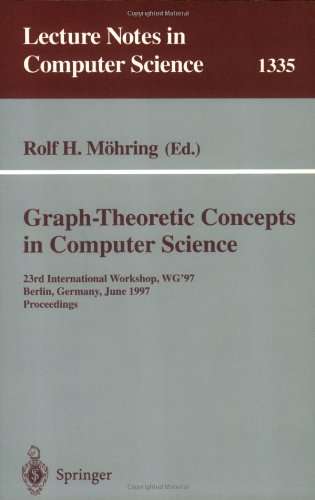 Lecture Notes in
Computer Science 1335
Rolf H. Möhring (Ed.)
Graph-Theoretic Concepts
in Computer Science
23rd International Workshop, WG'97
Berlin, Germany, June 1997
Proceedings
Springer